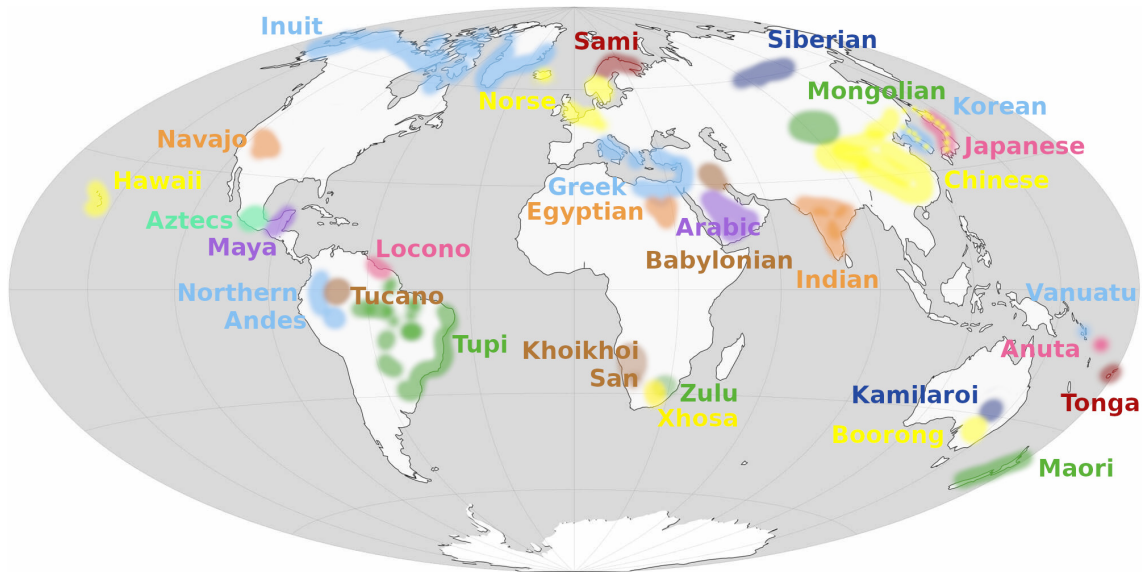 Inuit
Sami
Siberian
Norse
Mongolian
Korean
Navajo
Japanese
Hawaii
Greek
Chinese
Aztecs
Egyptian
Arabic
Maya
Locono
Babylonian
Indian
Northern
Andes
Tucano
Vanuatu
Tupi
Khoikhoi
San
Anuta
Zulu
Xhosa
Kamilaroi
Tonga
Boorong
Maori